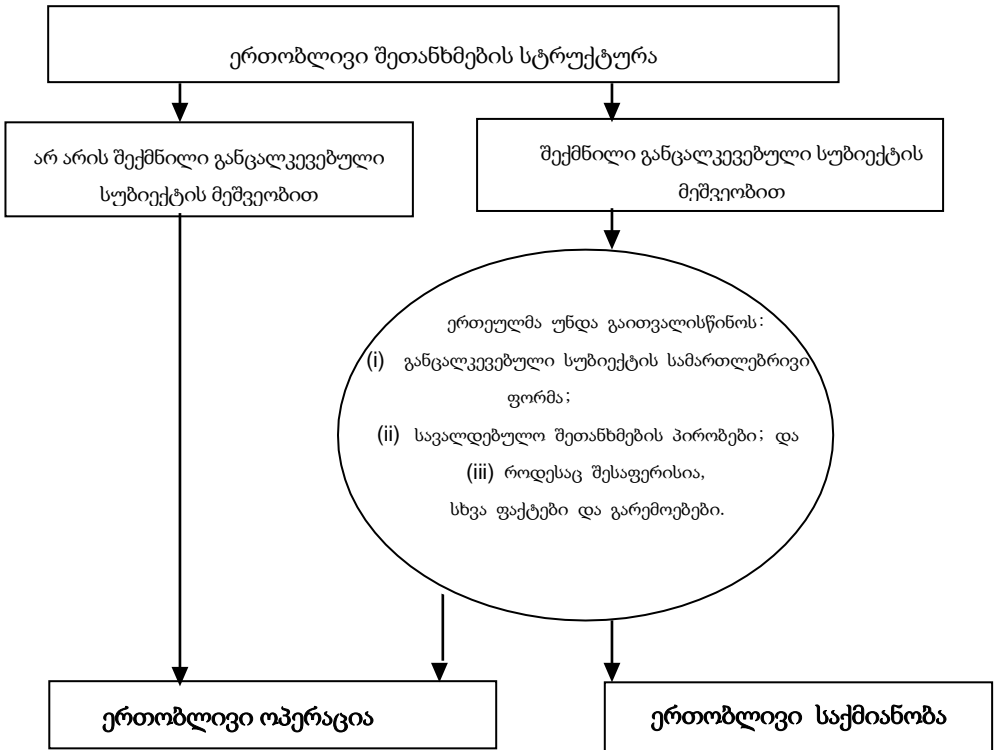 ერთობლივი შეთანხმების სტრუქტურა
არ არის შექმნილი განცალკევებული
სუბიექტის მეშვეობით
შექმნილი განცალკევებული სუბიექტის
მეშვეობით
ერთეულმა უნდა გაითვალისწინოს:
(i) განცალკევებული სუბიექტის სამართლებრივი
ფორმა;
(ii) სავალდებულო შეთანხმების პირობები; და
(iii) როდესაც შესაფერისია,
სხვა ფაქტები და გარემოებები.
ერთობლივი ოპერაცია
ერთობლივი საქმიანობა